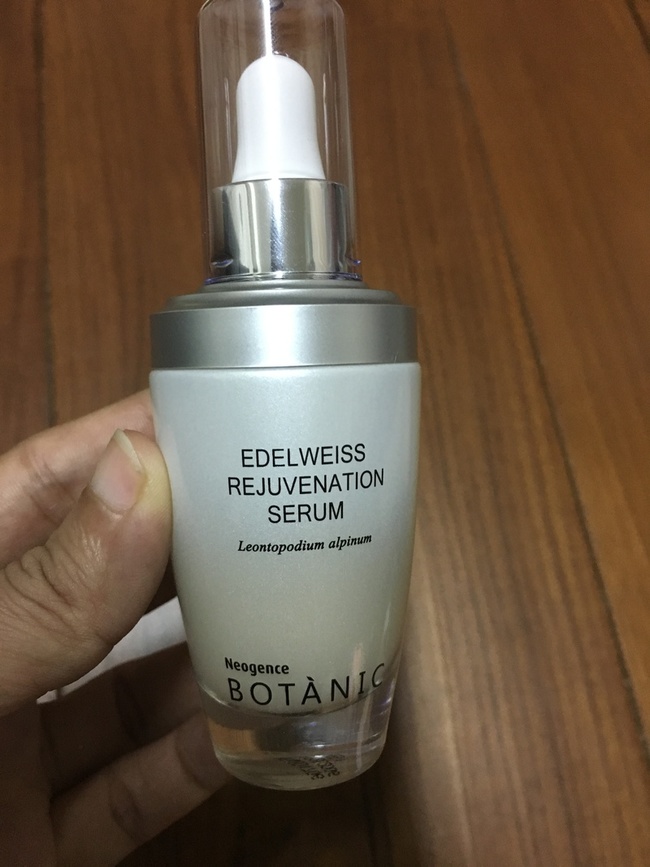 EDELWEISS
REJUVENATION
SERUM
Leontopodium alpinum
Neogence
BOTÀNIC